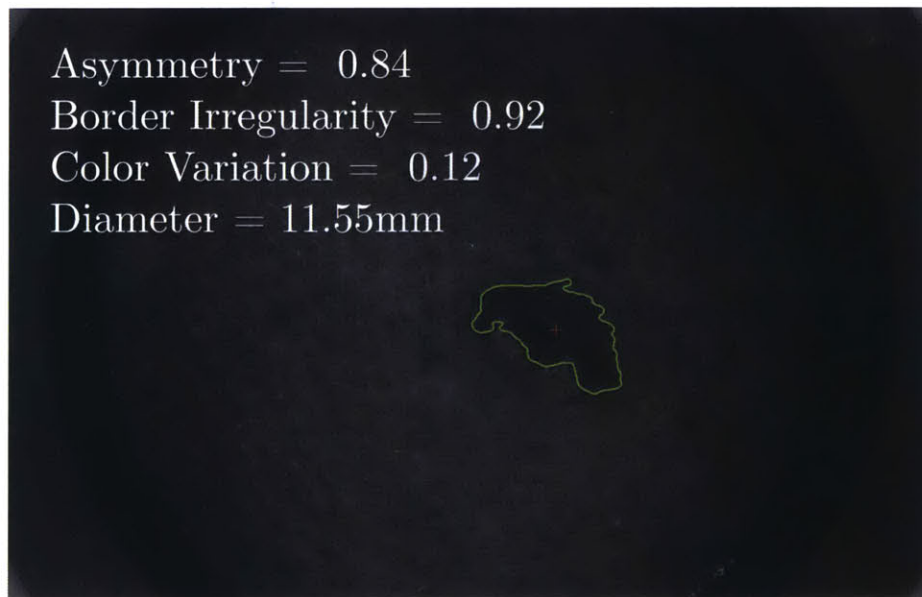 Asymmetry = 0.84
Border Irregularity = 0.92
Color Variation = 0.12
Diameter = 11.55mm